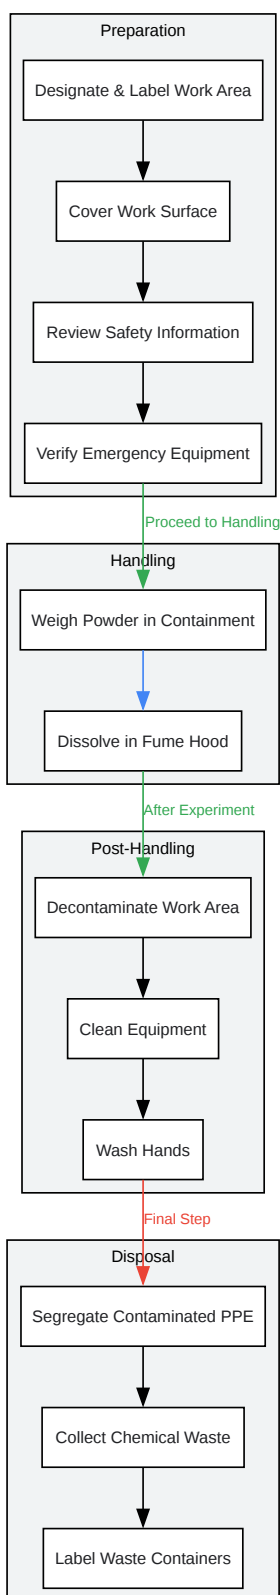 Preparation
Designate & Label Work Area
Cover Work Surface
Review Safety Information
Verify Emergency Equipment
Proceed to Handling
Handling
Weigh Powder in Containment
Dissolve in Fume Hood
After Experiment
Post-Handling
Decontaminate Work Area
Clean Equipment
Wash Hands
Final Step
Disposal
Segregate Contaminated PPE
Collect Chemical Waste
Label Waste Containers